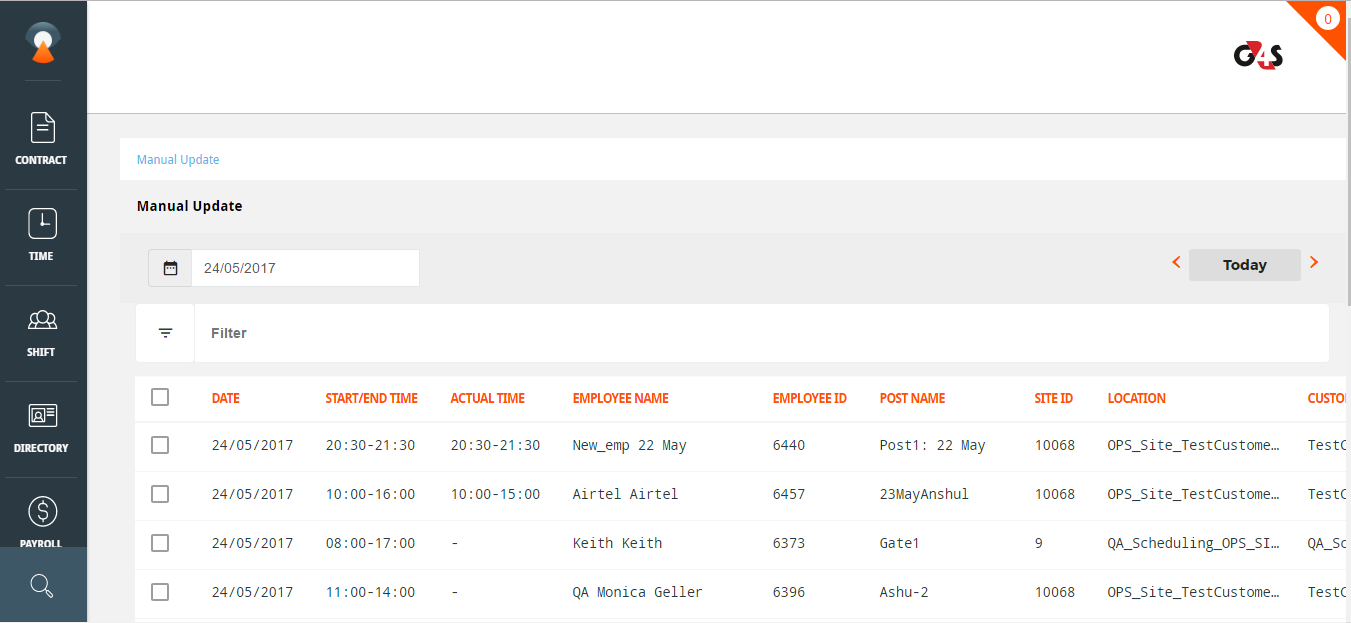 0
G4S
CONTRACT
TIME
SHIFT
DIRECTORY
PAYROLL
Manual Update
Manual Update
24/05/2017
Today
Filter
DATE START/END TIME ACTUAL TIME EMPLOYEE NAME EMPLOYEE ID POST NAME SITE ID LOCATION CUSTO
24/05/2017 20:30-21:30 20:30-21:30 New_emp 22 May 6440 Post1: 22 May 10068 OPS_Site_TestCustome… TestC
24/05/2017 10:00-16:00 10:00-15:00 Airtel Airtel 6457 23MayAnshul 10068 OPS_Site_TestCustome… TestC
24/05/2017 08:00-17:00 - Keith Keith 6373 Gate1 9 QA_Scheduling_OPS_SI… QA_Sc
24/05/2017 11:00-14:00 - QA Monica Geller 6396 Ashu-2 10068 OPS_Site_TestCustome… TestC